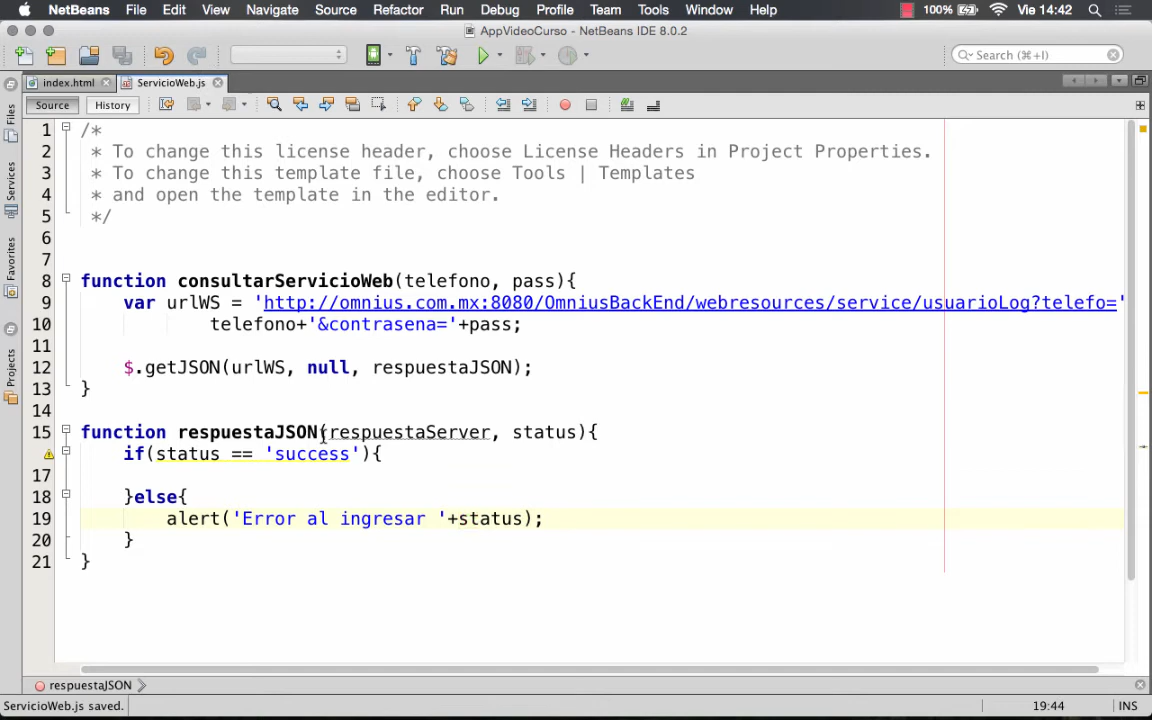 NetBeans File Edit View Navigate Source Refactor Run Debug Profile Team Tools Window Help 100% Vie 14:42
AppVideoCurso - NetBeans IDE 8.0.2
Search (⌘+I)
index.html ServicioWeb.js
Source History
Files
Services
Favorites
Projects
1 /*
2 * To change this license header, choose License Headers in Project Properties.
3 * To change this template file, choose Tools | Templates
4 * and open the template in the editor.
5 */
6
7
8 function consultarServicioWeb(telefono, pass){
9 var urlWS = 'http://omnius.com.mx:8080/OmniusBackEnd/webresources/service/usuarioLog?telefo='
10 telefono+'&contrasena='+pass;
11
12 $.getJSON(urlWS, null, respuestaJSON);
13 }
14
15 function respuestaJSON(respuestaServer, status){
if(status == 'success'){
17
18 }else{
19 alert('Error al ingresar '+status);
20 }
21 }
respuestaJSON
ServicioWeb.js saved. 19:44 INS